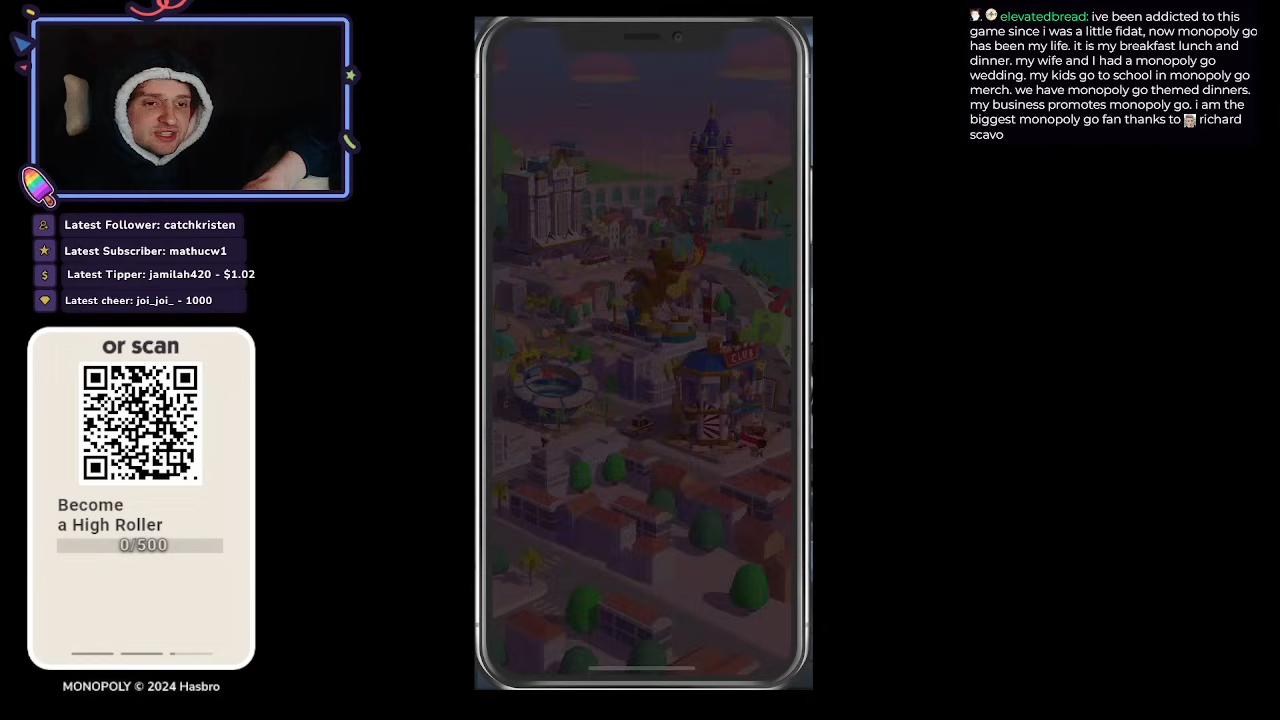 elevatedbread: ive been addicted to this
game since i was a little fidat, now monopoly go
has been my life. it is my breakfast lunch and
dinner. my wife and I had a monopoly go
wedding. my kids go to school in monopoly go
merch. we have monopoly go themed dinners.
my business promotes monopoly go. i am the
biggest monopoly go fan thanks to richard
scavo
Latest Follower: catchkristen
Latest Subscriber: mathucw1
Latest Tipper: jamilah420 - $1.02
Latest cheer: joi_joi_ - 1000
or scan
Become
a High Roller
0/500
MONOPOLY © 2024 Hasbro
CLUB